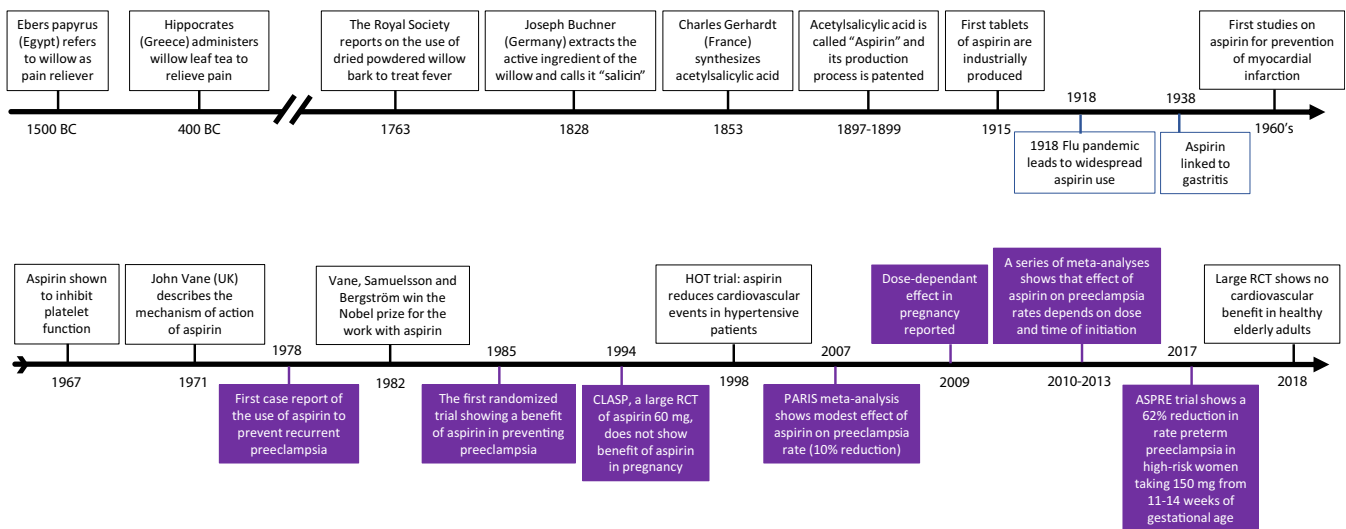 Ebers papyrus
(Egypt) refers
to willow as
pain reliever
1500 BC
Hippocrates
(Greece) administers
willow leaf tea to
relieve pain
400 BC
The Royal Society
reports on the use of
dried powdered willow
bark to treat fever
1763
Joseph Buchner
(Germany) extracts the
active ingredient of the
willow and calls it “salicin”
1828
Charles Gerhardt
(France)
synthesizes
acetylsalicylic acid
1853
Acetylsalicylic acid is
called “Aspirin” and
its production
process is patented
1897-1899
First tablets
of aspirin are
industrially
produced
1915
1918
1918 Flu pandemic
leads to widespread
aspirin use
1938
Aspirin
linked to
gastritis
First studies on
aspirin for prevention
of myocardial
infarction
1960’s
Aspirin shown
to inhibit
platelet
function
1967
John Vane (UK)
describes the
mechanism of action
of aspirin
1971
1978
First case report of
the use of aspirin to
prevent recurrent
preeclampsia
Vane, Samuelsson and
Bergström win the
Nobel prize for the
work with aspirin
1982
1985
The first randomized
trial showing a benefit
of aspirin in preventing
preeclampsia
1994
CLASP, a large RCT
of aspirin 60 mg,
does not show
benefit of aspirin
in pregnancy
HOT trial: aspirin
reduces cardiovascular
events in hypertensive
patients
1998
2007
PARIS meta-analysis
shows modest effect of
aspirin on preeclampsia
rate (10% reduction)
Dose-dependant
effect in
pregnancy
reported
2009
A series of meta-analyses
shows that effect of
aspirin on preeclampsia
rates depends on dose
and time of initiation
2010-2013
2017
ASPRE trial shows a
62% reduction in
rate preterm
preeclampsia in
high-risk women
taking 150 mg from
11-14 weeks of
gestational age
Large RCT shows no
cardiovascular
benefit in healthy
elderly adults
2018